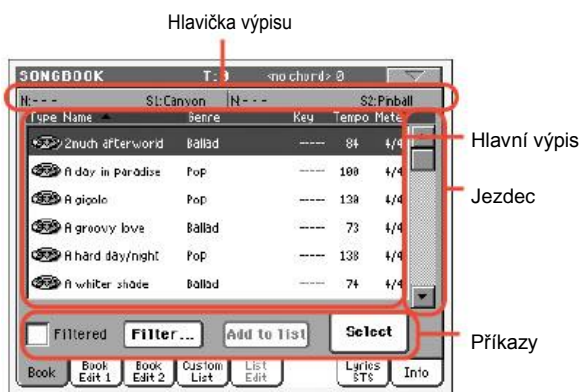 Hlavička výpisu
SONGBOOK T:9 <no chord> 0
N:--- S1:Canyon N--- S2:Pinball
Type Name Genre Key Tempo Mete
2nuch afterworld Ballad ----- 84 4/4
A day in paradise Pop ----- 100 4/4
A gigolo Pop ----- 130 4/4
A groovy love Ballad ----- 73 4/4
A hard day/night Pop ----- 138 4/4
A whiter shade Ballad ----- 74 4/4
Hlavní výpis
Jezdec
Filtered Filter... Add to list Select
Příkazy
Book Book Edit 1 Book Edit 2 Custom List List Edit Lyrics STS Info